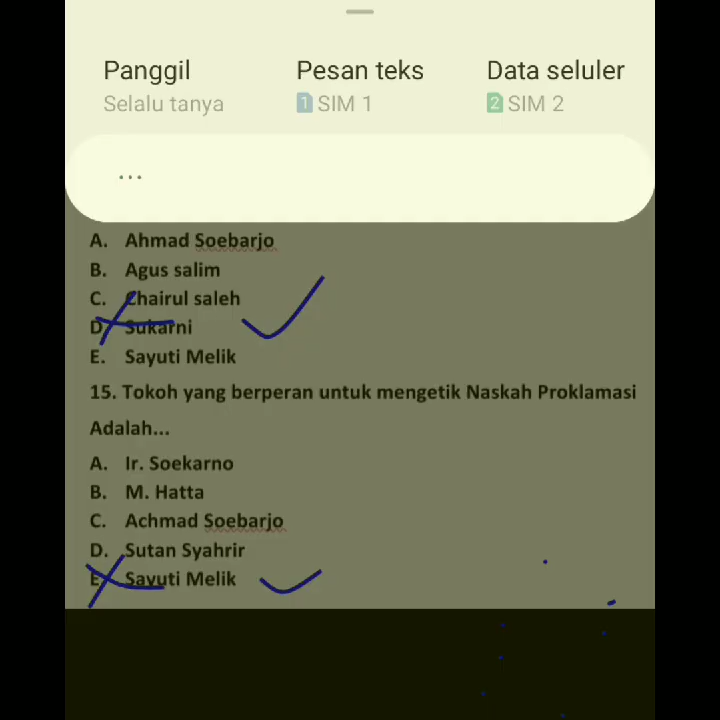 Panggil Pesan teks Data seluler
Selalu tanya 1 SIM 1 2 SIM 2
...
A. Ahmad Soebarjo
B. Agus salim
C. Chairul saleh
D. Sukarni
E. Sayuti Melik
15. Tokoh yang berperan untuk mengetik Naskah Proklamasi
Adalah...
A. Ir. Soekarno
B. M. Hatta
C. Achmad Soebarjo
D. Sutan Syahrir
E. Sayuti Melik